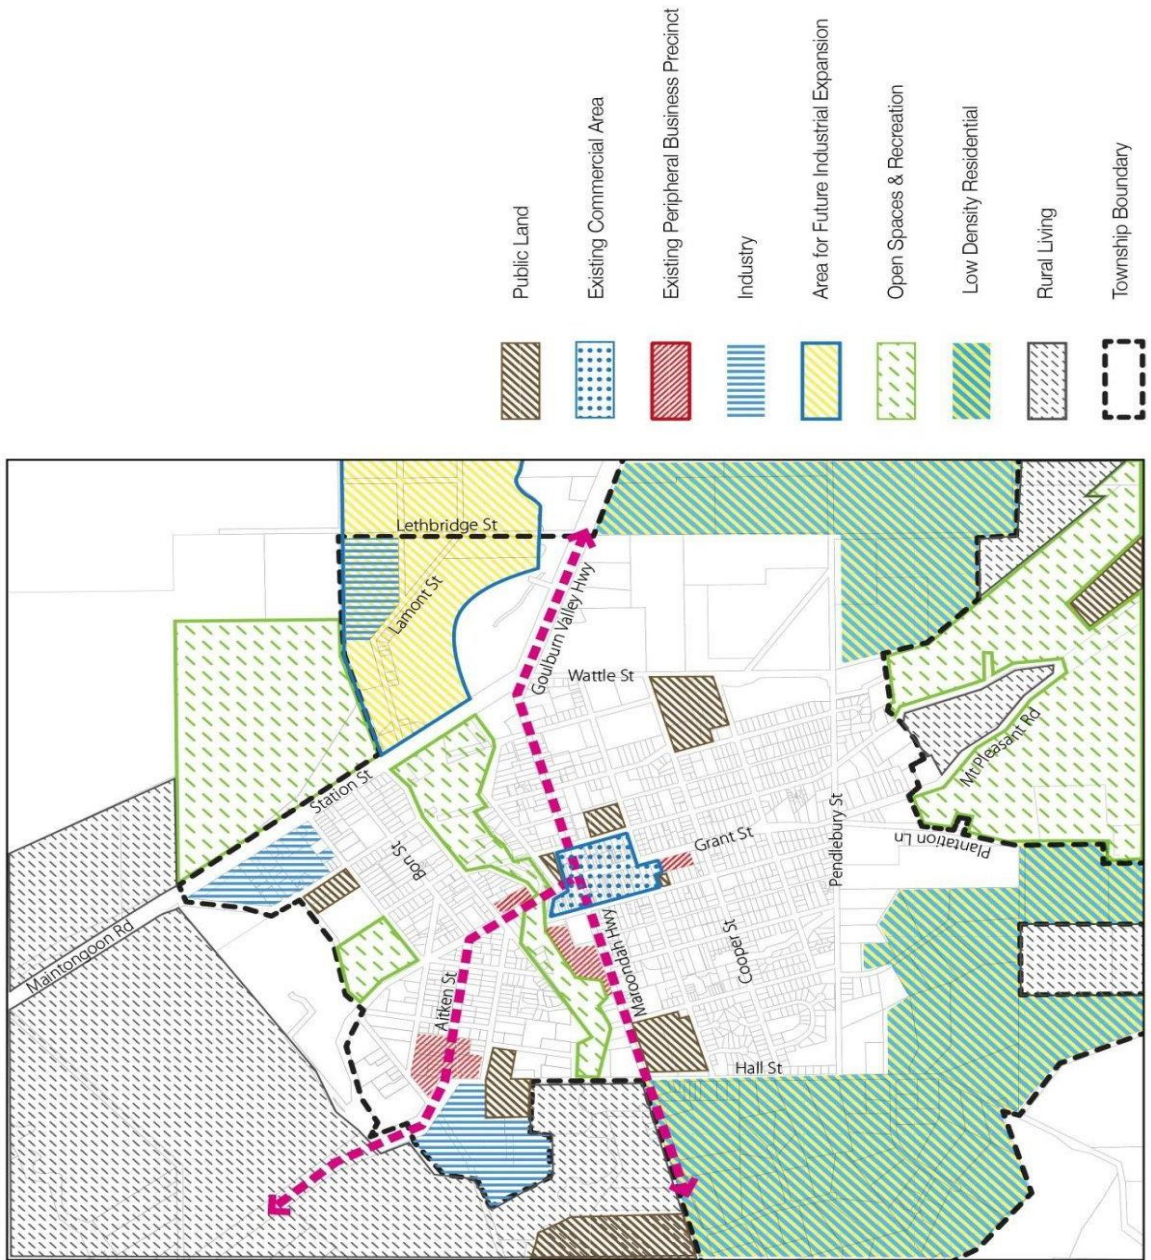 Public Land
Existing Commercial Area
Existing Peripheral Business Precinct
Industry
Area for Future Industrial Expansion
Open Spaces & Recreation
Low Density Residential
Rural Living
Township Boundary
Lethbridge St
Lamont St
Goulburn Valley Hwy
Wattle St
Mt Pleasant Rd
Station St
Bon St
Grant St
Pendlebury St
Plantation Ln
Maintongoon Rd
Aitken St
Maroondah Hwy
Cooper St
Hall St